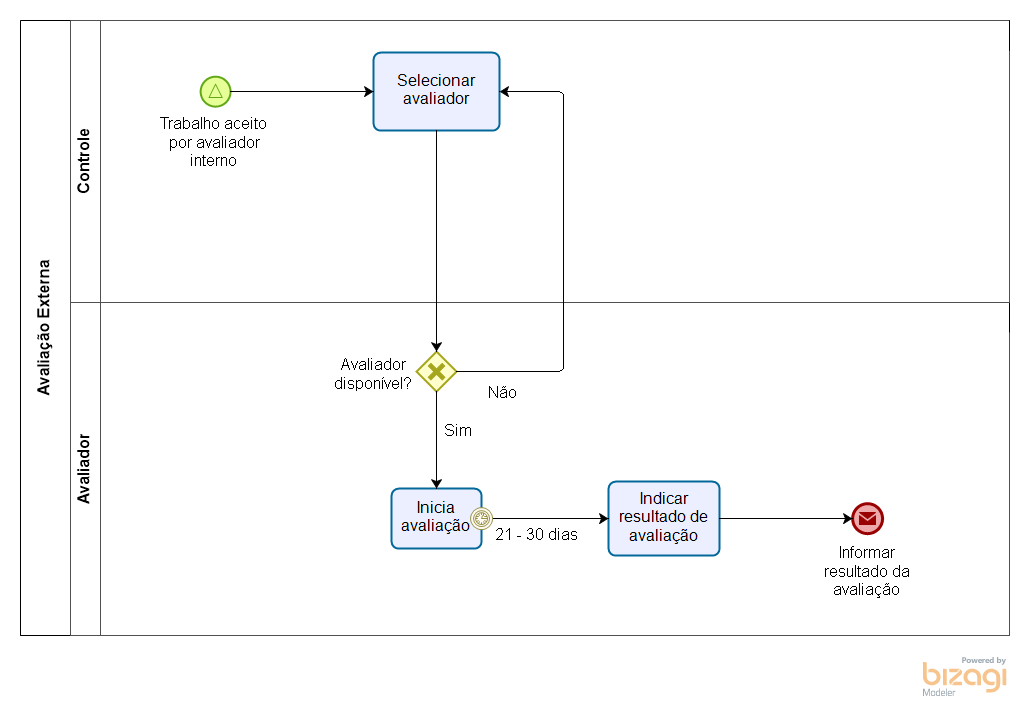 Avaliação Externa
Controle
Trabalho aceito
por avaliador
interno
Selecionar
avaliador
Avaliador
Avaliador
disponível?
Não
Sim
Inicia
avaliação
21 - 30 dias
Indicar
resultado de
avaliação
Informar
resultado da
avaliação
Powered by
bizagi
Modeler